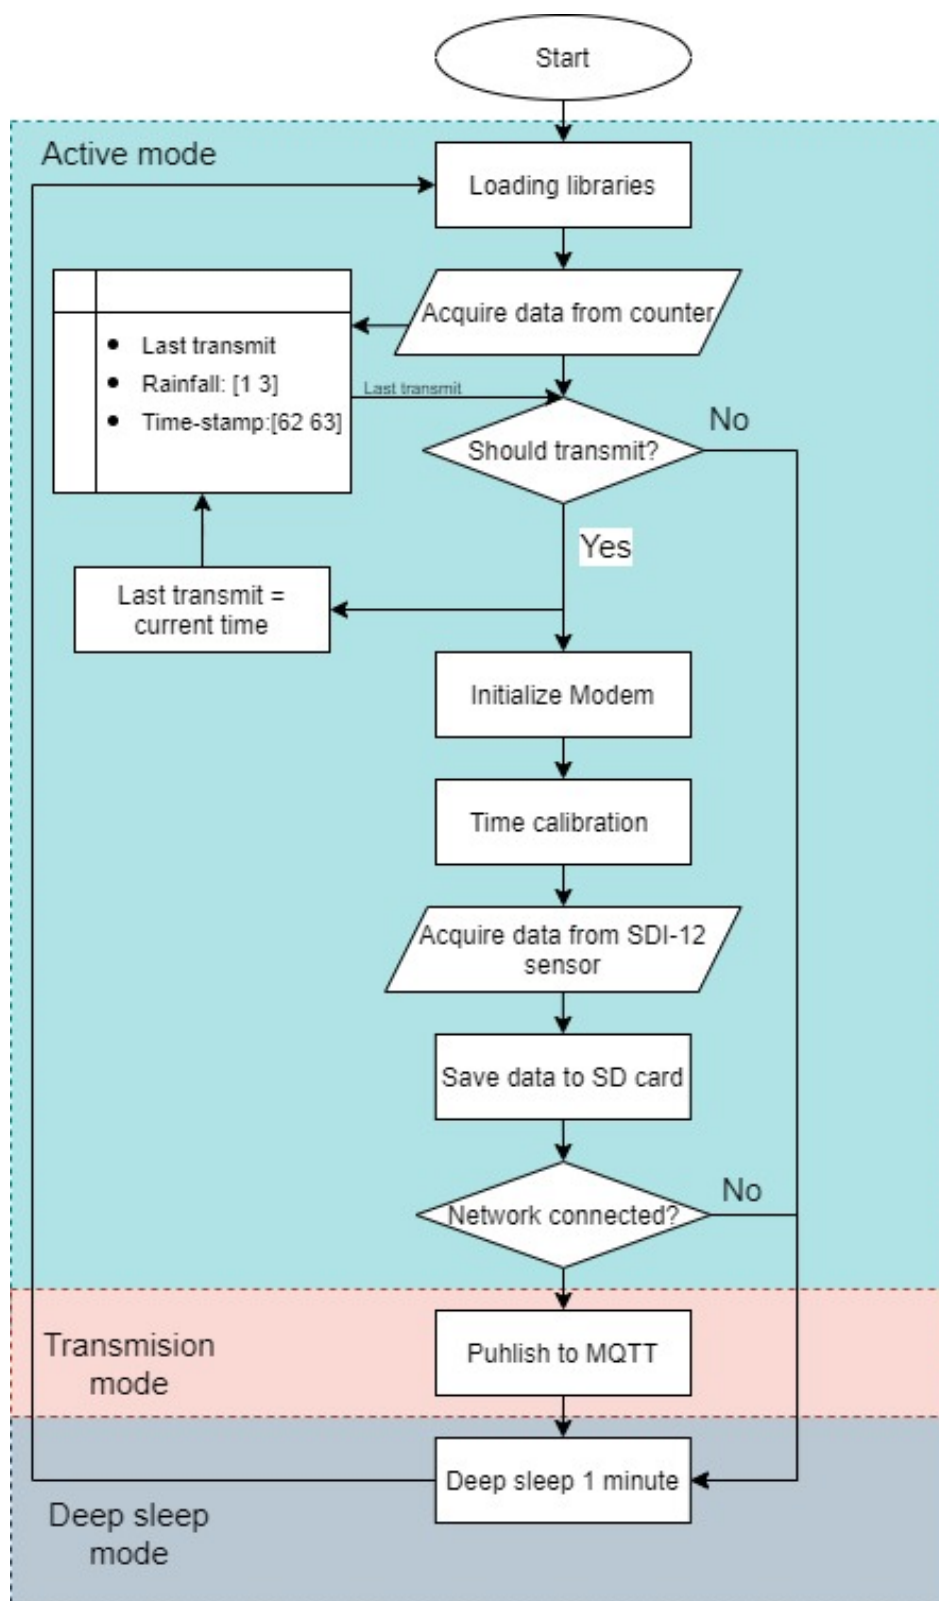 Start
Active mode
Loading libraries
Acquire data from counter
Last transmit
Rainfall: [1 3]
Time-stamp:[62 63]
Last transmit
Should transmit?
No
Yes
Last transmit =
current time
Initialize Modem
Time calibration
Acquire data from SDI-12
sensor
Save data to SD card
Network connected?
No
Transmision
mode
Puhlish to MQTT
Deep sleep 1 minute
Deep sleep
mode